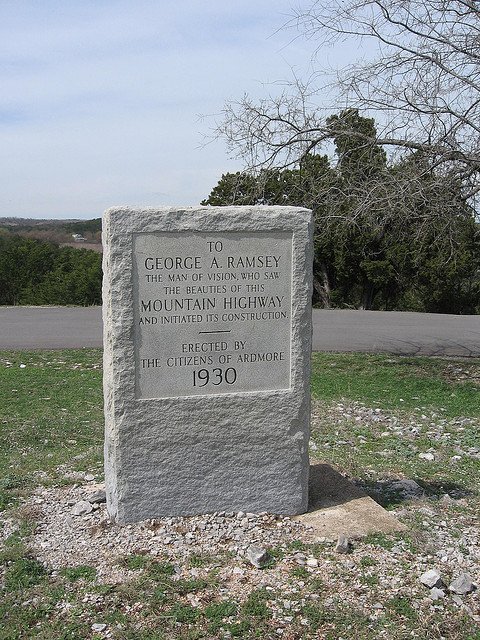 TO
GEORGE A. RAMSEY
THE MAN OF VISION, WHO SAW
THE BEAUTIES OF THIS
MOUNTAIN HIGHWAY
AND INITIATED ITS CONSTRUCTION.
ERECTED BY
THE CITIZENS OF ARDMORE
1930